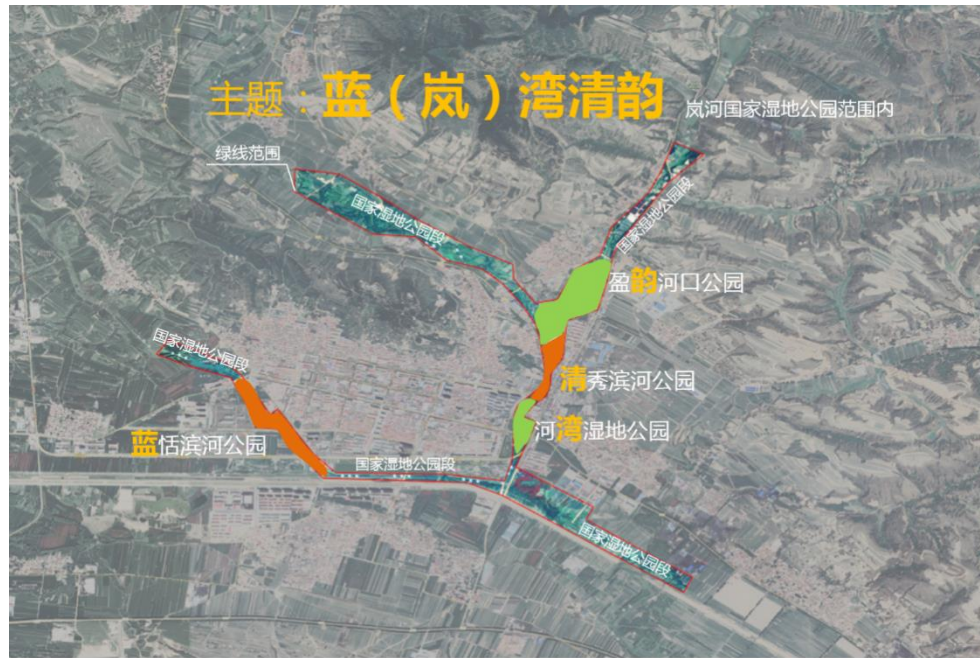 主题：蓝（岚）湾清韵
岚河国家湿地公园范围内
绿线范围
国家湿地公园段
国家湿地公园段
盈韵河口公园
国家湿地公园段
清秀滨河公园
河湾湿地公园
蓝恬滨河公园
国家湿地公园段
国家湿地公园段